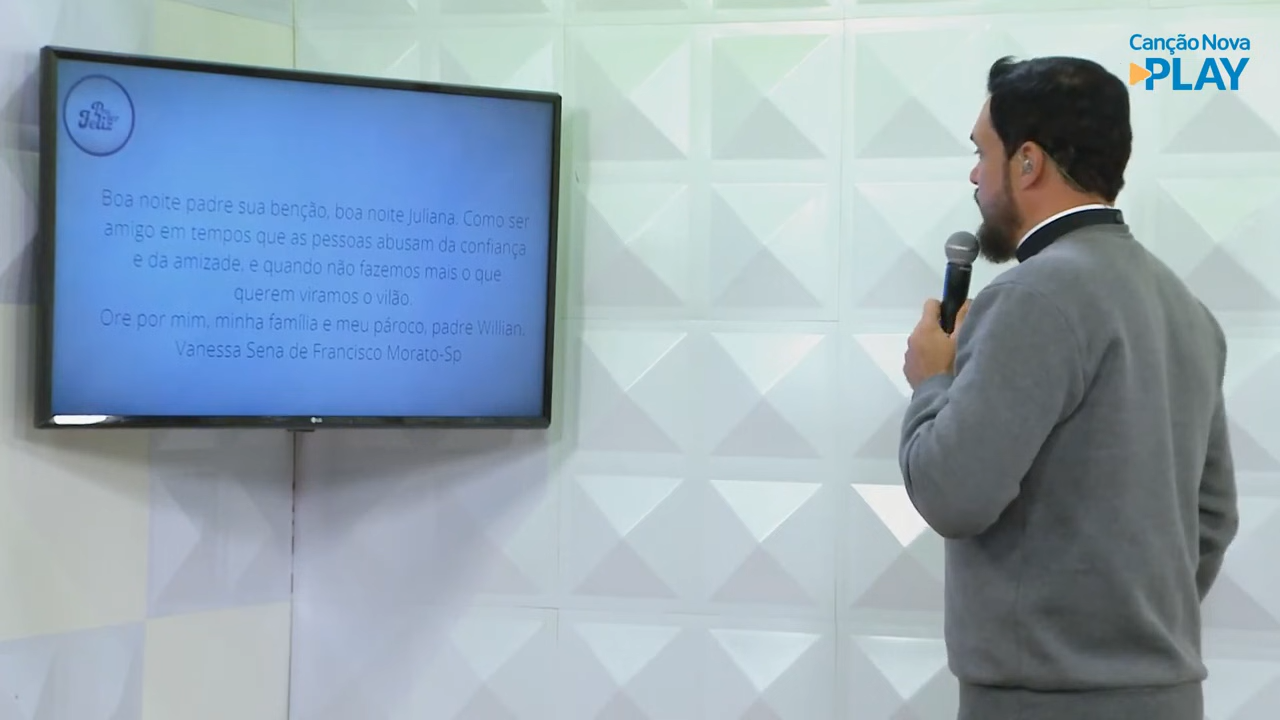 Canção Nova
PLAY
Feliz
Boa noite padre sua benção, boa noite Juliana. Como ser
amigo em tempos que as pessoas abusam da confiança
e da amizade, e quando não fazemos mais o que
querem viramos o vilão.
Ore por mim, minha família e meu pároco, padre Willian.
Vanessa Sena de Francisco Morato-Sp
LG